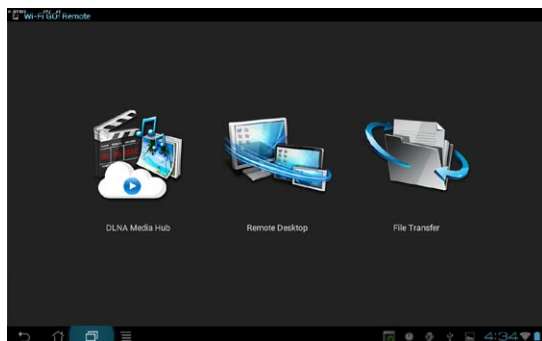 Wi-Fi GO! Remote
DLNA Media Hub
Remote Desktop
File Transfer
4:34